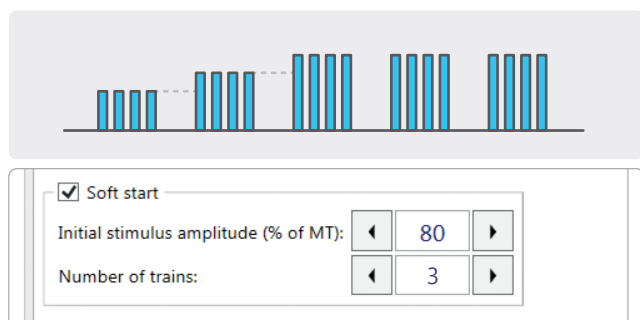 Soft start
Initial stimulus amplitude (% of MT): 80
Number of trains: 3